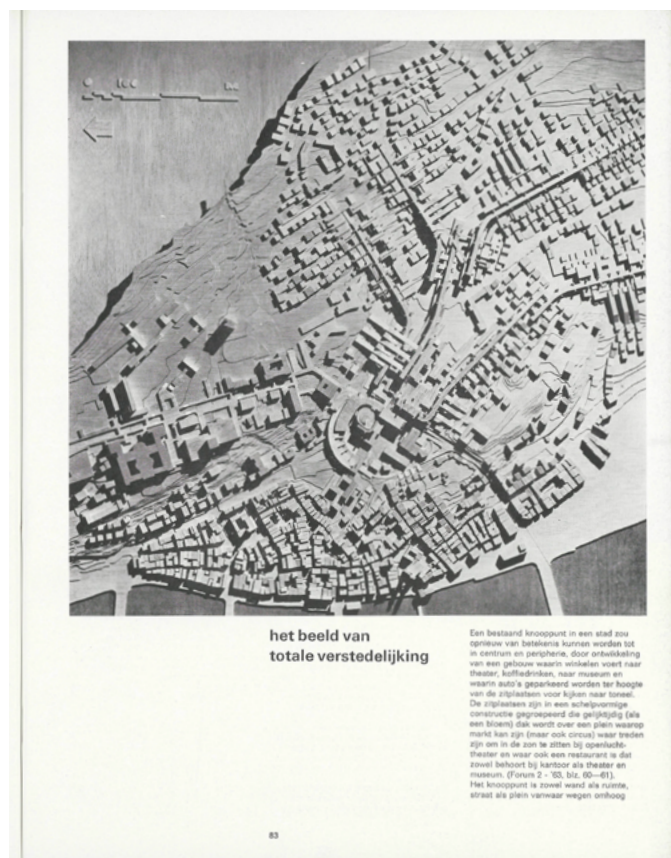 het beeld van
totale verstedelijking
Een bestaand knooppunt in een stad zou
opnieuw van betekenis kunnen worden tot
in centrum en peripherie, door ontwikkeling
van een gebouw waarin winkelen voert naar
theater, koffiedrinken, naar museum en
waarin auto's geparkeerd worden ter hoogte
van de zitplaatsen voor kijken naar toneel.
De zitplaatsen zijn in een schelpvormige
constructie gegroepeerd die gelijktijdig (als
een bloem) dak wordt over een plein waarop
markt kan zijn (maar ook circus) waar treden
zijn om in de zon te zitten bij openlucht-
theater en waar ook een restaurant is dat
zowel behoort bij kantoor als theater en
museum. (Forum 2 - '63, blz. 60—61).
Het knooppunt is zowel wand als ruimte,
straat als plein vanwaar wegen omhoog
83